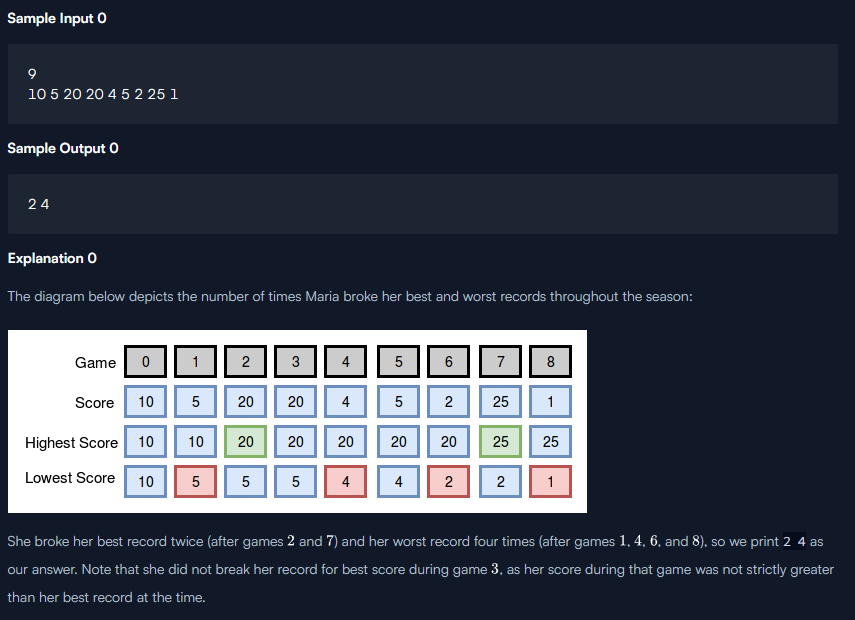 Sample Input 0
9
10 5 20 20 4 5 2 25 1
Sample Output 0
2 4
Explanation 0
The diagram below depicts the number of times Maria broke her best and worst records throughout the season:
Game 0 1 2 3 4 5 6 7 8
Score 10 5 20 20 4 5 2 25 1
Highest Score 10 10 20 20 20 20 20 25 25
Lowest Score 10 5 5 5 4 4 2 2 1
She broke her best record twice (after games 2 and 7) and her worst record four times (after games 1, 4, 6, and 8), so we print 2 4 as
our answer. Note that she did not break her record for best score during game 3, as her score during that game was not strictly greater
than her best record at the time.